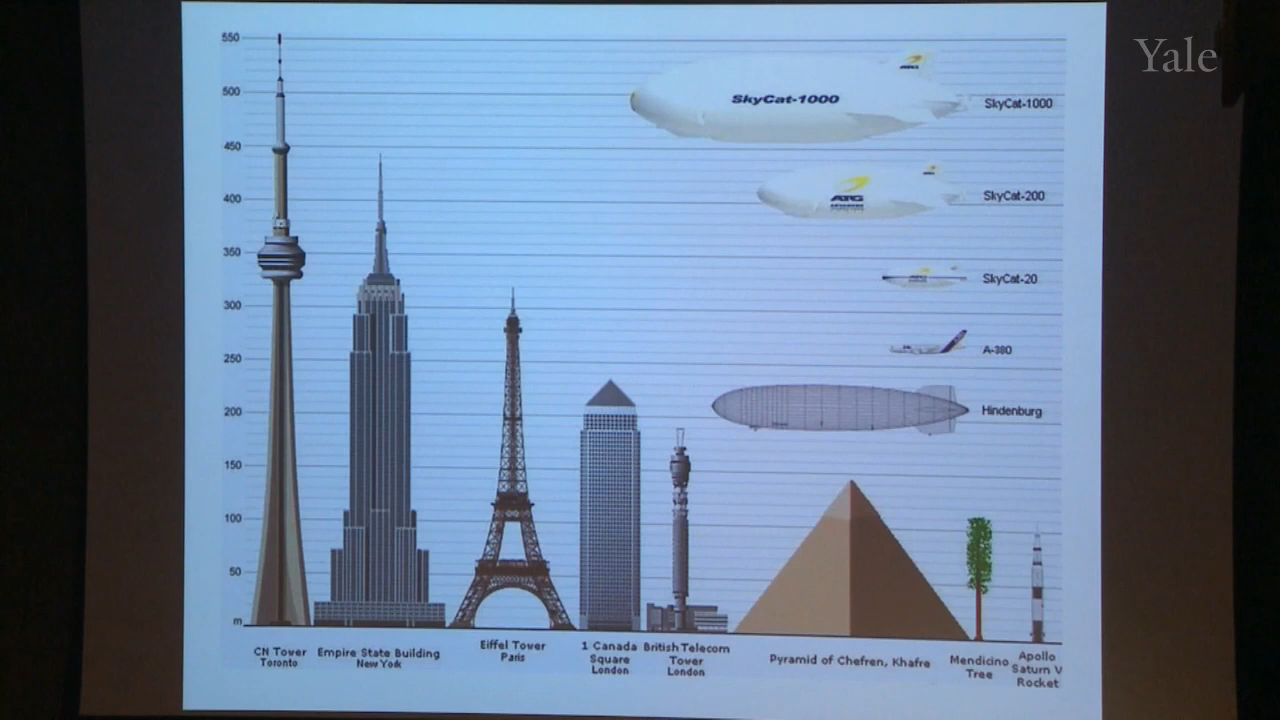 Yale
550
500
450
400
350
300
250
200
150
100
50
m
SkyCat-1000
SkyCat-1000
ATG
SkyCat-200
SkyCat-20
A-380
Hindenburg
CN Tower
Toronto
Empire State Building
New York
Eiffel Tower
Paris
1 Canada
Square
London
British Telecom
Tower
London
Pyramid of Chefren, Khafre
Mendicino
Tree
Apollo
Saturn V
Rocket